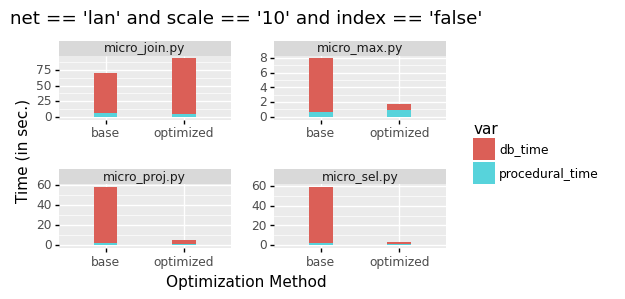 net == 'lan' and scale == '10' and index == 'false'
micro_join.py
75
50
25
0
base optimized
micro_max.py
8
6
4
2
0
base optimized
micro_proj.py
60
40
20
0
base optimized
micro_sel.py
60
40
20
0
base optimized
Time (in sec.)
Optimization Method
var
db_time
procedural_time